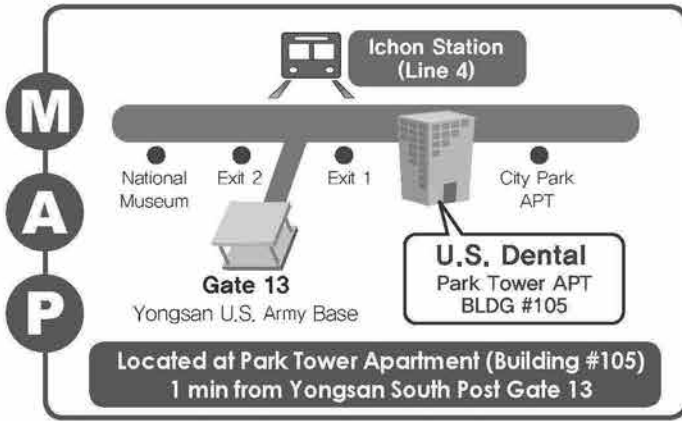 MAP
Ichon Station
(Line 4)
National
Museum
Exit 2
Exit 1
City Park
APT
Gate 13
Yongsan U.S. Army Base
U.S. Dental
Park Tower APT
BLDG #105
Located at Park Tower Apartment (Building #105)
1 min from Yongsan South Post Gate 13